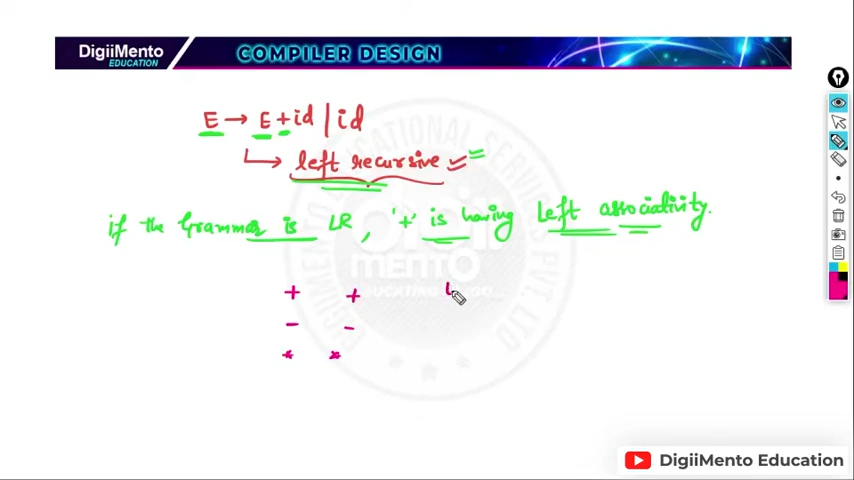 DigiiMento
EDUCATION
COMPILER DESIGN
E → E + id | id
left recursive
if the Grammar is LR, '+' is having Left associativity.
+ +
- -
* *
MENTO
DigiiMento Education